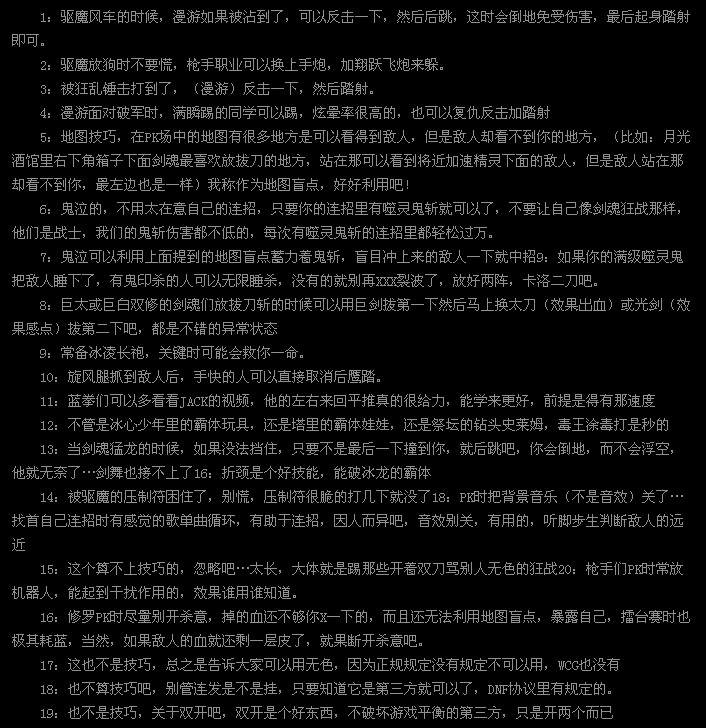 1：驱魔风车的时候，漫游如果被沾到了，可以反击一下，然后后跳，这时会倒地免受伤害，最后起身踏射
即可。
2：驱魔放狗时不要慌，枪手职业可以换上手炮，加翔跃飞炮来躲。
3：被狂乱锤击打到了，（漫游）反击一下，然后踏射。
4：漫游面对破军时，满瞬踢的同学可以踢，炫晕率很高的，也可以复仇反击加踏射
5：地图技巧，在PK场中的地图有很多地方是可以看得到敌人，但是敌人却看不到你的地方，（比如：月光
酒馆里右下角箱子下面剑魂最喜欢放拔刀的地方，站在那可以看到将近加速精灵下面的敌人，但是敌人站在那
却看不到你，最左边也是一样）我称作为地图盲点，好好利用吧！
6：鬼泣的，不用太在意自己的连招，只要你的连招里有噬灵鬼斩就可以了，不要让自己像剑魂狂战那样，
他们是战士，我们的鬼斩伤害都不低的，每次有噬灵鬼斩的连招里都轻松过万。
7：鬼泣可以利用上面提到的地图盲点蓄力着鬼斩，盲目冲上来的敌人一下就中招9：如果你的满级噬灵鬼
把敌人睡下了，有鬼印杀的人可以无限睡杀，没有的就别再XXX裂波了，放好两阵，卡洛二刀吧。
8：巨太或巨白双修的剑魂们放拔刀斩的时候可以用巨剑拔第一下然后马上换太刀（效果出血）或光剑（效
果感点）拔第二下吧，都是不错的异常状态
9：常备冰凌长袍，关键时可能会救你一命。
10：旋风腿抓到敌人后，手快的人可以直接取消后鹰踏。
11：蓝拳们可以多看看JACK的视频，他的左右来回平推真的很给力，能学来更好，前提是得有那速度
12：不管是冰心少年里的霸体玩具，还是塔里的霸体娃娃，还是祭坛的钻头史莱姆，毒王涂毒打是秒的
13：当剑魂猛龙的时候，如果没法挡住，只要不是最后一下撞到你，就后跳吧，你会倒地，而不会浮空，
他就无奈了…剑舞也接不上了16：折颈是个好技能，能破冰龙的霸体
14：被驱魔的压制符困住了，别慌，压制符很脆的打几下就没了18：PK时把背景音乐（不是音效）关了…
找首自己连招时有感觉的歌单曲循环，有助于连招，因人而异吧，音效别关，有用的，听脚步生判断敌人的远
近
15：这个算不上技巧的，忽略吧…太长，大体就是踢那些开着双刀骂别人无色的狂战20：枪手们PK时常放
机器人，能起到干扰作用的，效果谁用谁知道。
16：修罗PK时尽量别开杀意，掉的血还不够你X一下的，而且还无法利用地图盲点，暴露自己，擂台赛时也
极其耗蓝，当然，如果敌人的血就还剩一层皮了，就果断开杀意吧。
17：这也不是技巧，总之是告诉大家可以用无色，因为正规规定没有规定不可以用，WCG也没有
18：也不算技巧吧，别管连发是不是挂，只要知道它是第三方就可以了，DNF协议里有规定的。
19：也不是技巧，关于双开吧，双开是个好东西，不破坏游戏平衡的第三方，只是开两个而已